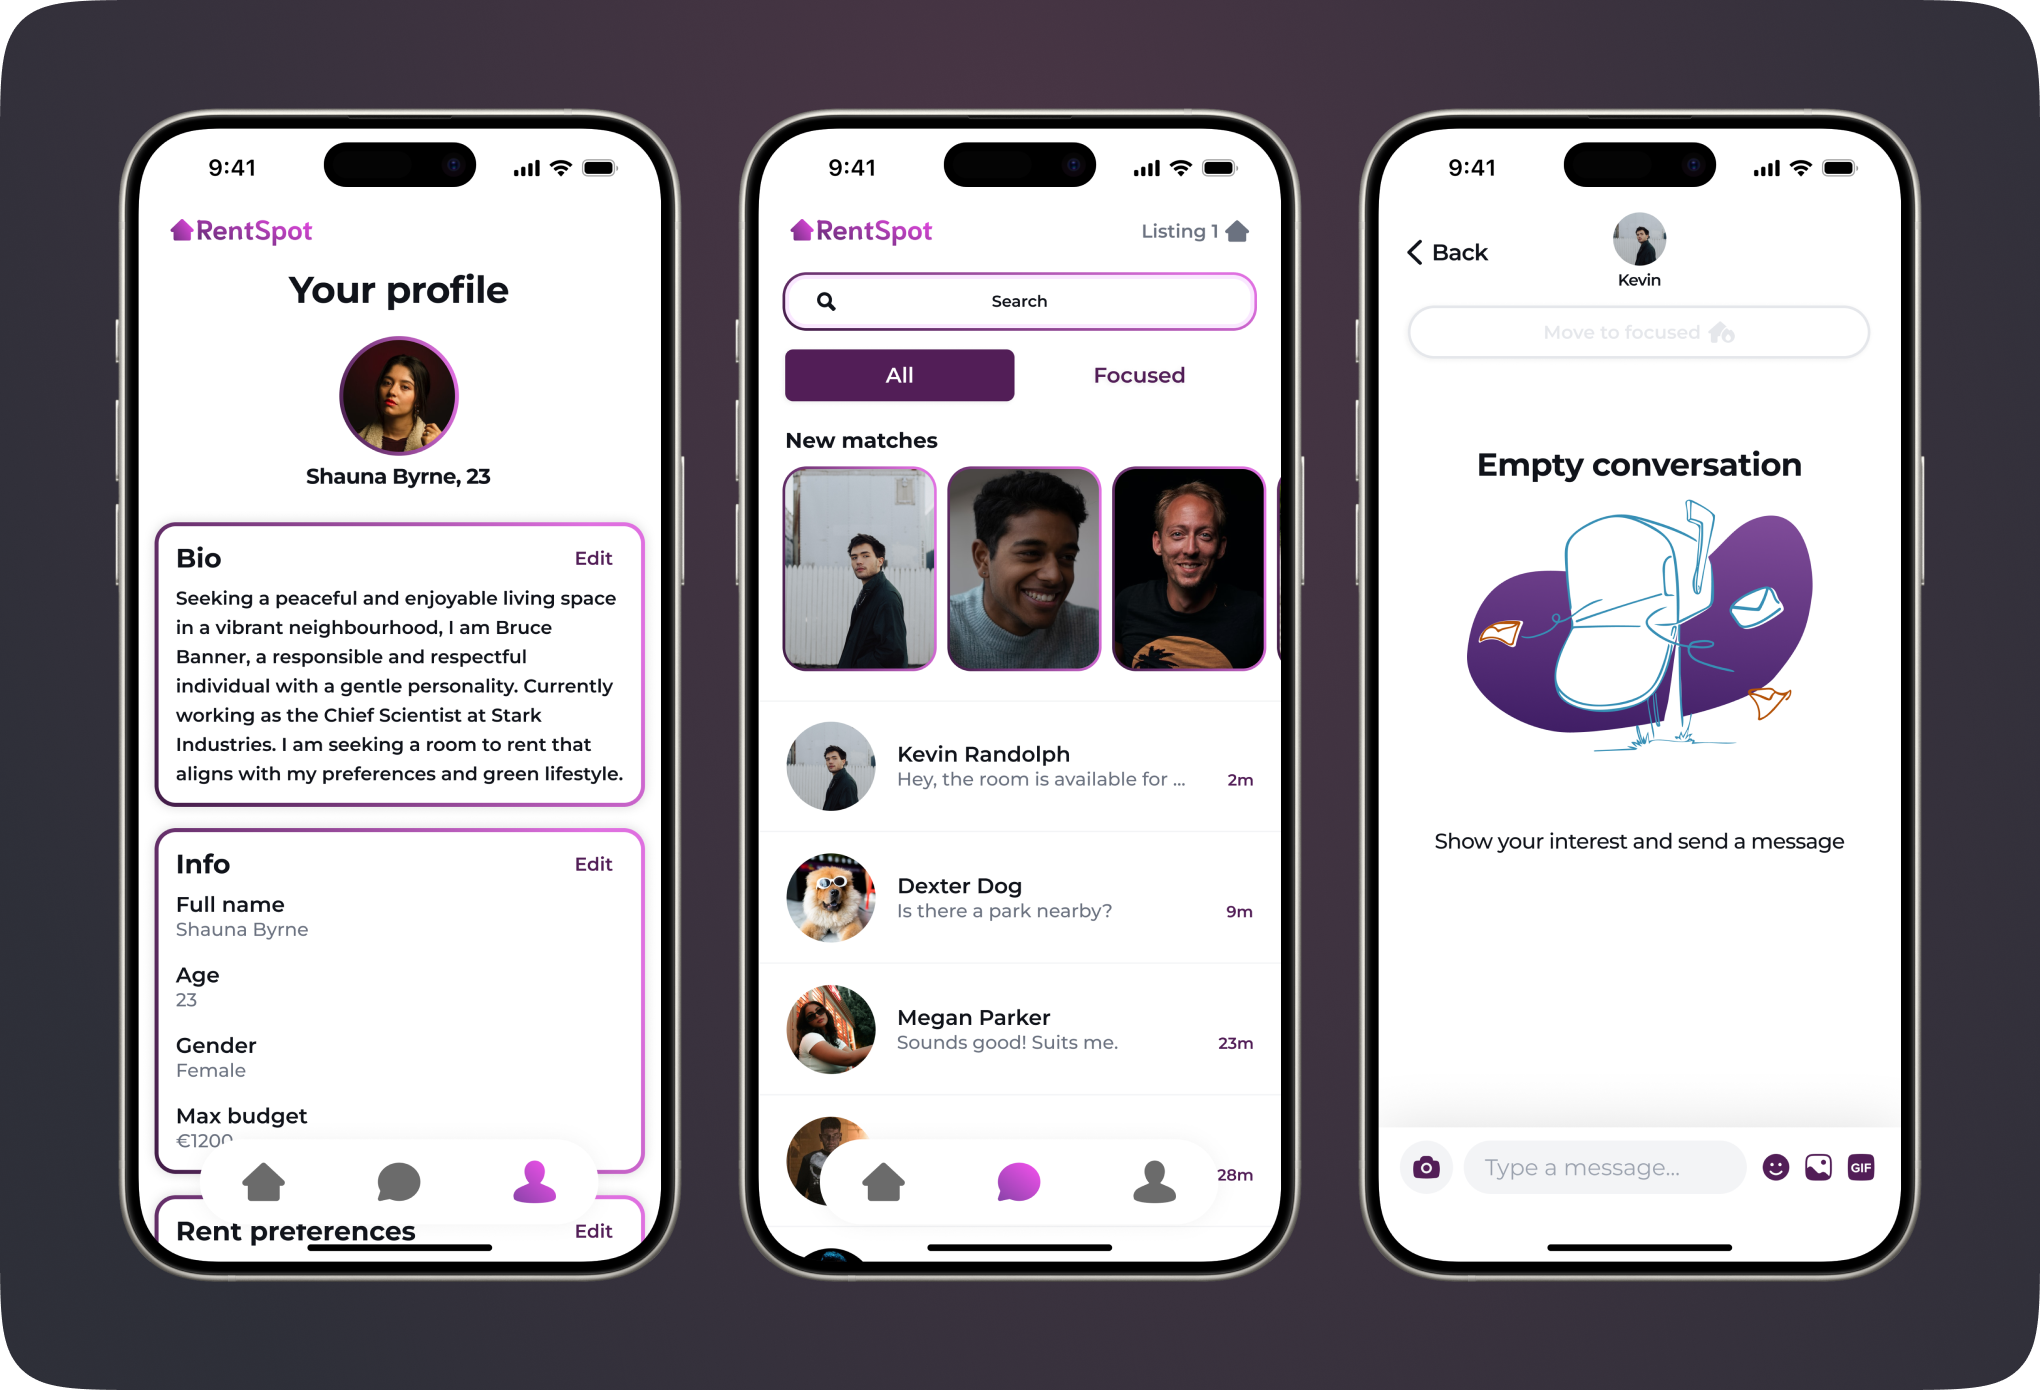 9:41
RentSpot
Your profile
Shauna Byrne, 23
Bio
Edit
Seeking a peaceful and enjoyable living space
in a vibrant neighbourhood, I am Bruce
Banner, a responsible and respectful
individual with a gentle personality. Currently
working as the Chief Scientist at Stark
Industries. I am seeking a room to rent that
aligns with my preferences and green lifestyle.
Info
Edit
Full name
Shauna Byrne
Age
23
Gender
Female
Max budget
€1200
Rent preferences
Edit
9:41
RentSpot
Listing 1
Search
All
Focused
New matches
Kevin Randolph
Hey, the room is available for ...
2m
Dexter Dog
Is there a park nearby?
9m
Megan Parker
Sounds good! Suits me.
23m
28m
9:41
Back
Kevin
Move to focused
Empty conversation
Show your interest and send a message
Type a message...
GIF